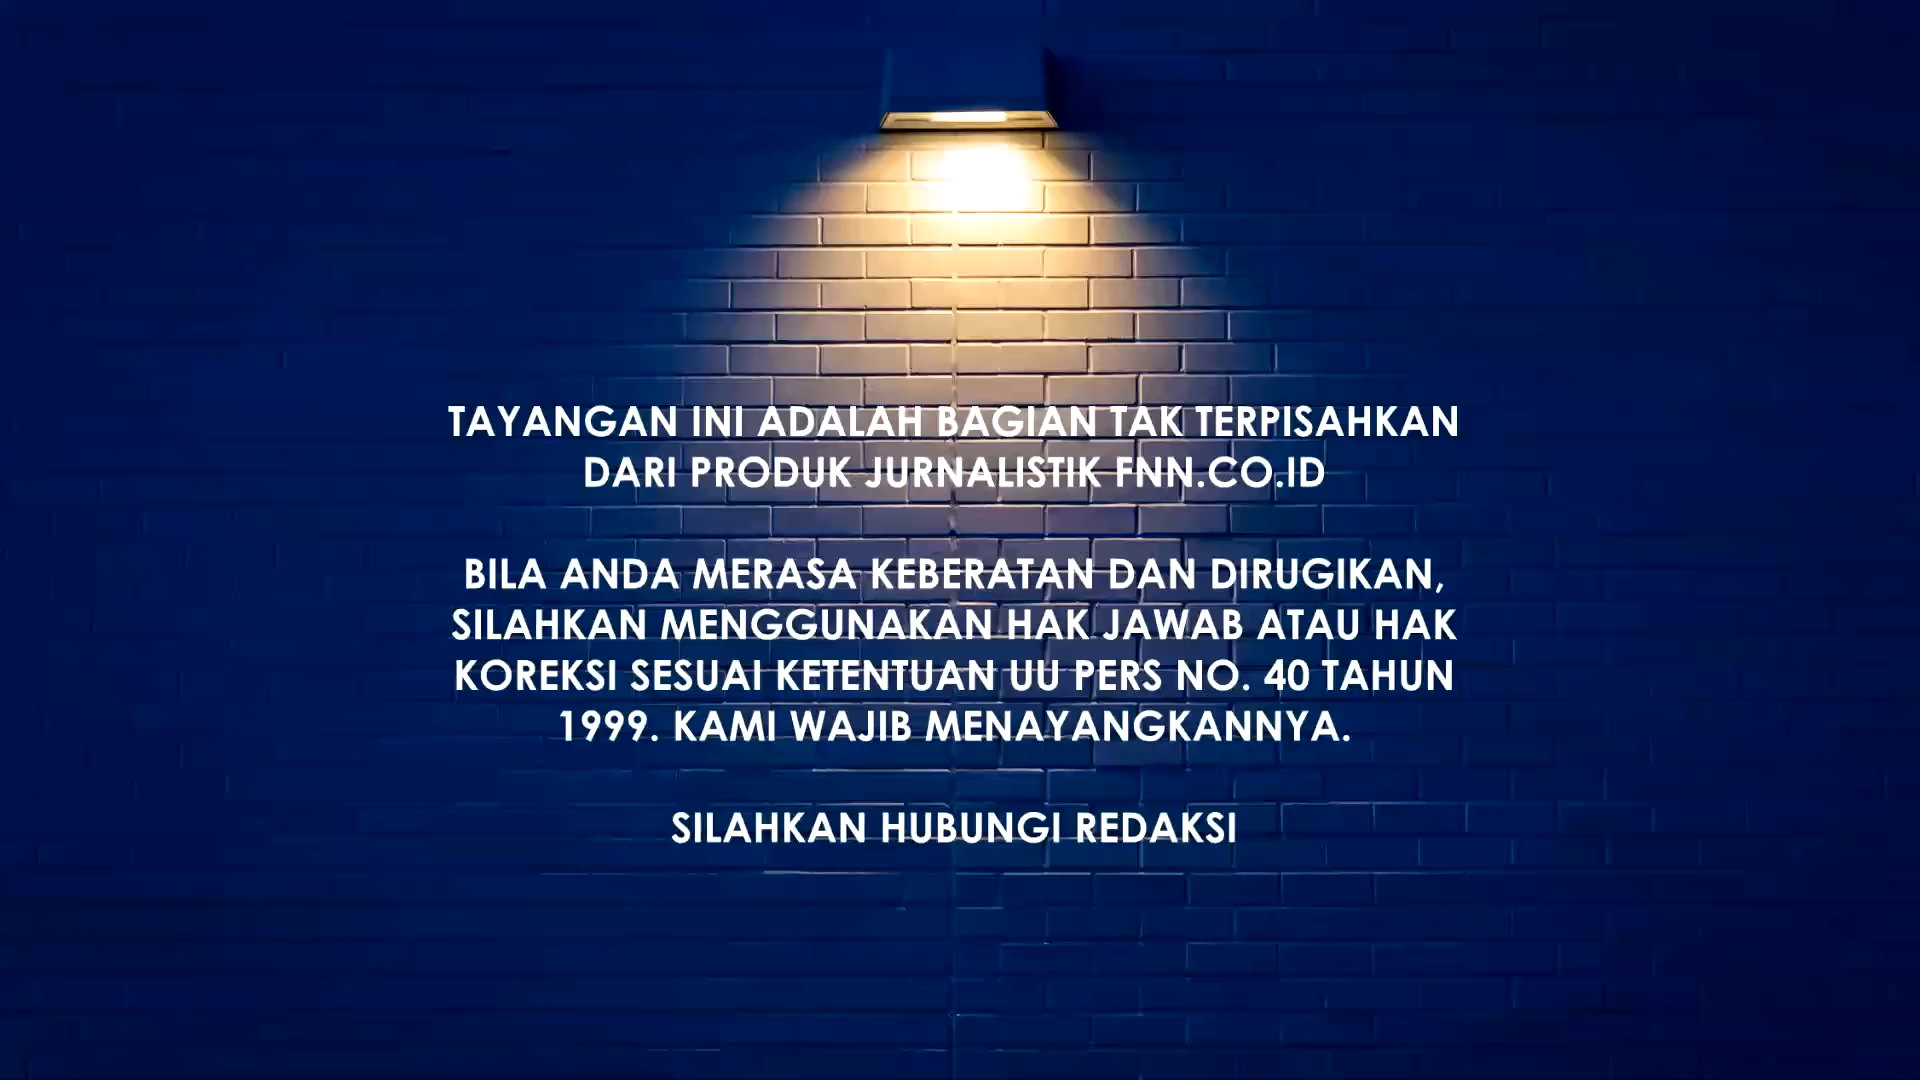 TAYANGAN INI ADALAH BAGIAN TAK TERPISAHKAN
DARI PRODUK JURNALISTIK FNN.CO.ID
BILA ANDA MERASA KEBERATAN DAN DIRUGIKAN,
SILAHKAN MENGGUNAKAN HAK JAWAB ATAU HAK
KOREKSI SESUAI KETENTUAN UU PERS NO. 40 TAHUN
1999. KAMI WAJIB MENAYANGKANNYA.
SILAHKAN HUBUNGI REDAKSI